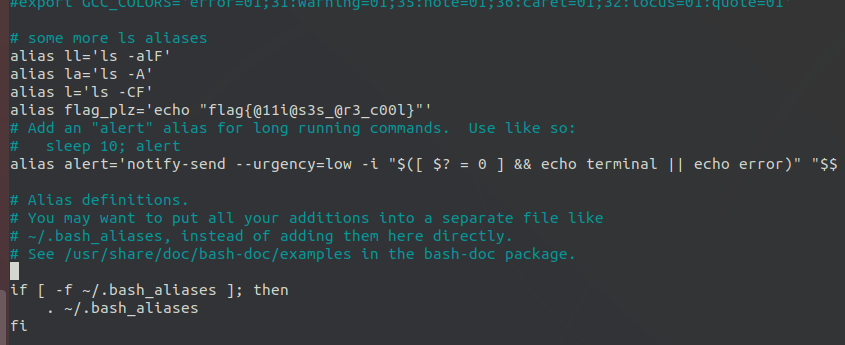 #export GCC_COLORS='error=01;31:warning=01;35:note=01;36:caret=01;32:locus=01:quote=01'
# some more ls aliases
alias ll='ls -alF'
alias la='ls -A'
alias l='ls -CF'
alias flag_plz='echo "flag{@11i@s3s_@r3_c00l}"'
# Add an "alert" alias for long running commands.  Use like so:
#   sleep 10; alert
alias alert='notify-send --urgency=low -i "$([ $? = 0 ] && echo terminal || echo error)" "$$
# Alias definitions.
# You may want to put all your additions into a separate file like
# ~/.bash_aliases, instead of adding them here directly.
# See /usr/share/doc/bash-doc/examples in the bash-doc package.
if [ -f ~/.bash_aliases ]; then
    . ~/.bash_aliases
fi